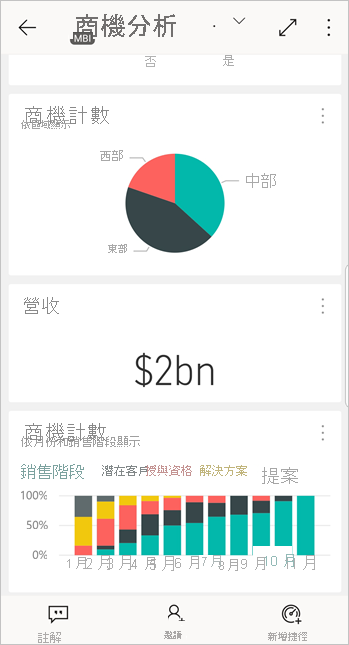 商機分析
MBI
否 是
商機計數
依區域顯示
西部
中部
東部
營收
$2bn
商機計數
依月份和銷售階段顯示
銷售階段 潛在客戶 授與資格 解決方案 提案
100%
50%
0%
1月 2月 3月 4月 5月 6月 7月 8月 9月 10月 11月
註解 邀請 新增捷徑